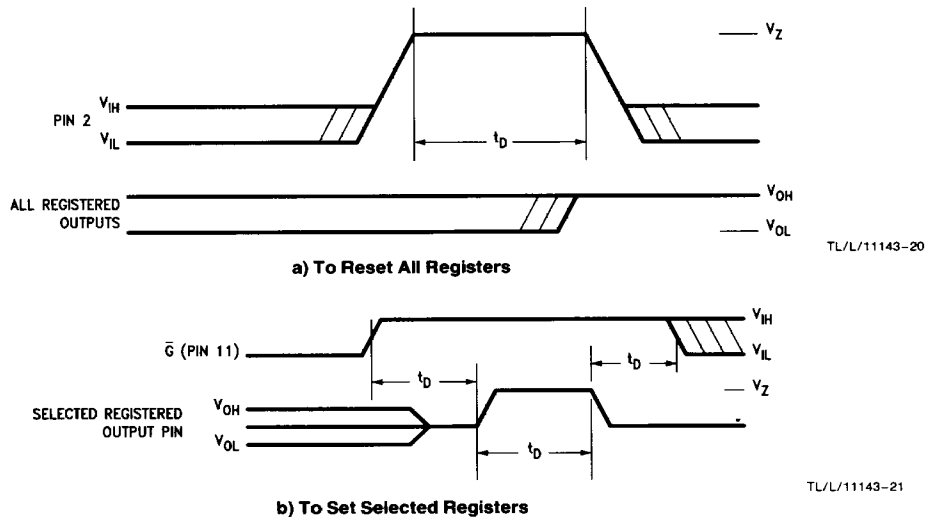 V_Z
V_IH
PIN 2
V_IL
t_D
ALL REGISTERED
OUTPUTS
V_OH
V_OL
TL/L/11143-20
a) To Reset All Registers
G̅ (PIN 11)
V_IH
V_IL
t_D
t_D
V_Z
SELECTED REGISTERED
OUTPUT PIN
V_OH
V_OL
t_D
TL/L/11143-21
b) To Set Selected Registers